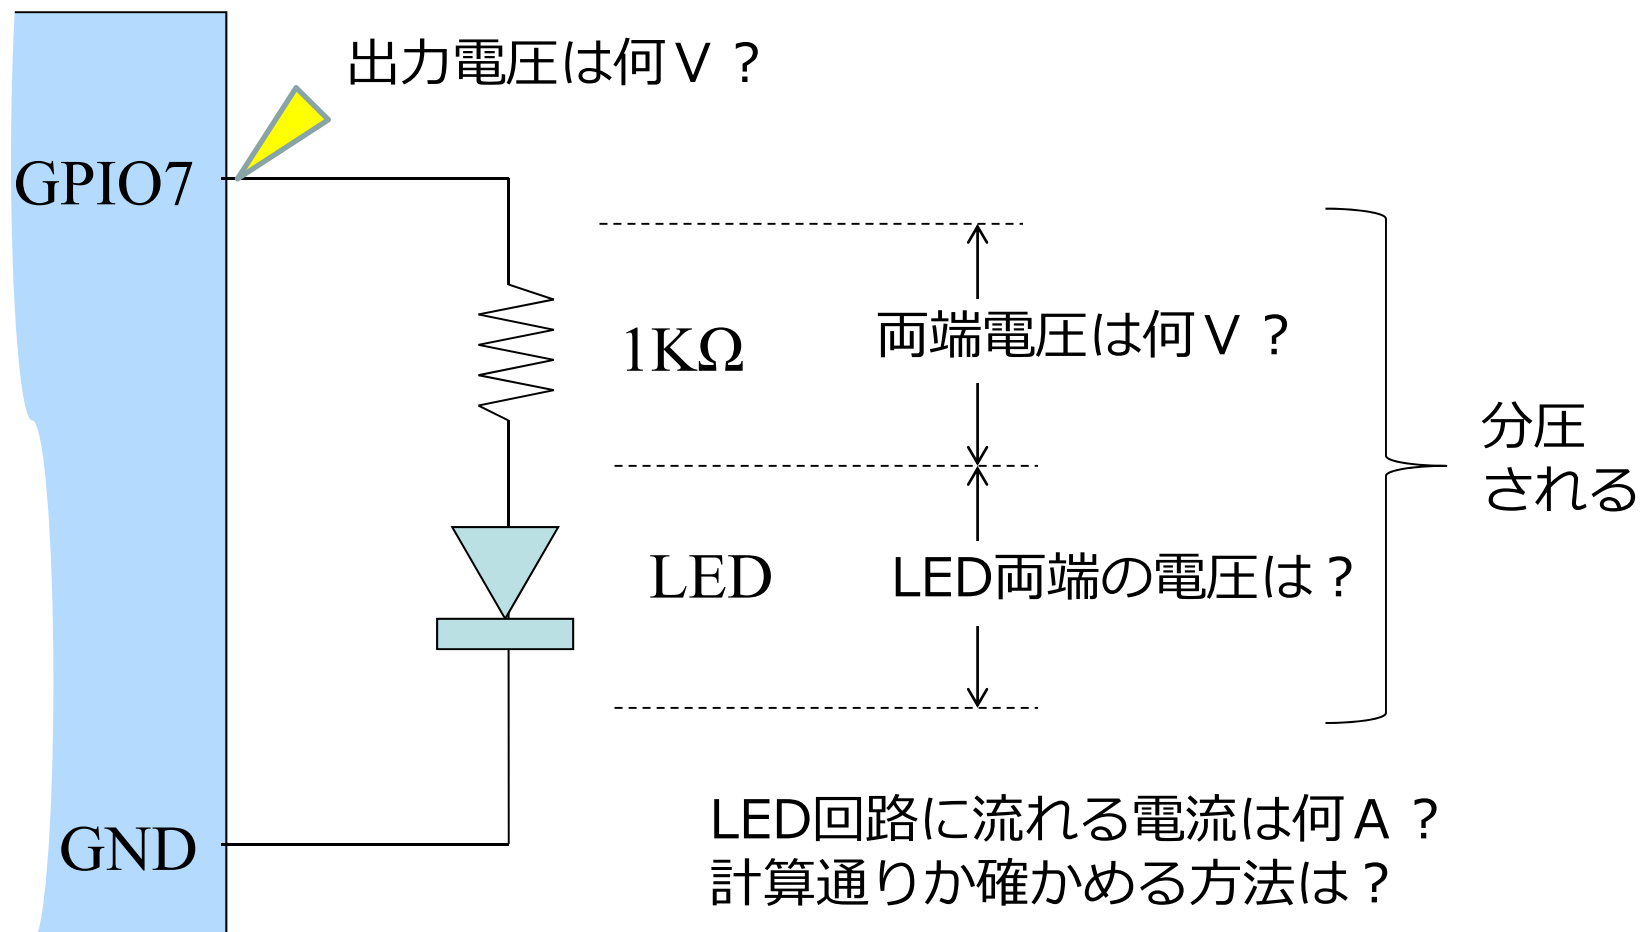 出力電圧は何Ｖ？
GPIO7
1KΩ
両端電圧は何Ｖ？
分圧
される
LED
LED両端の電圧は？
LED回路に流れる電流は何Ａ？
GND
計算通りか確かめる方法は？